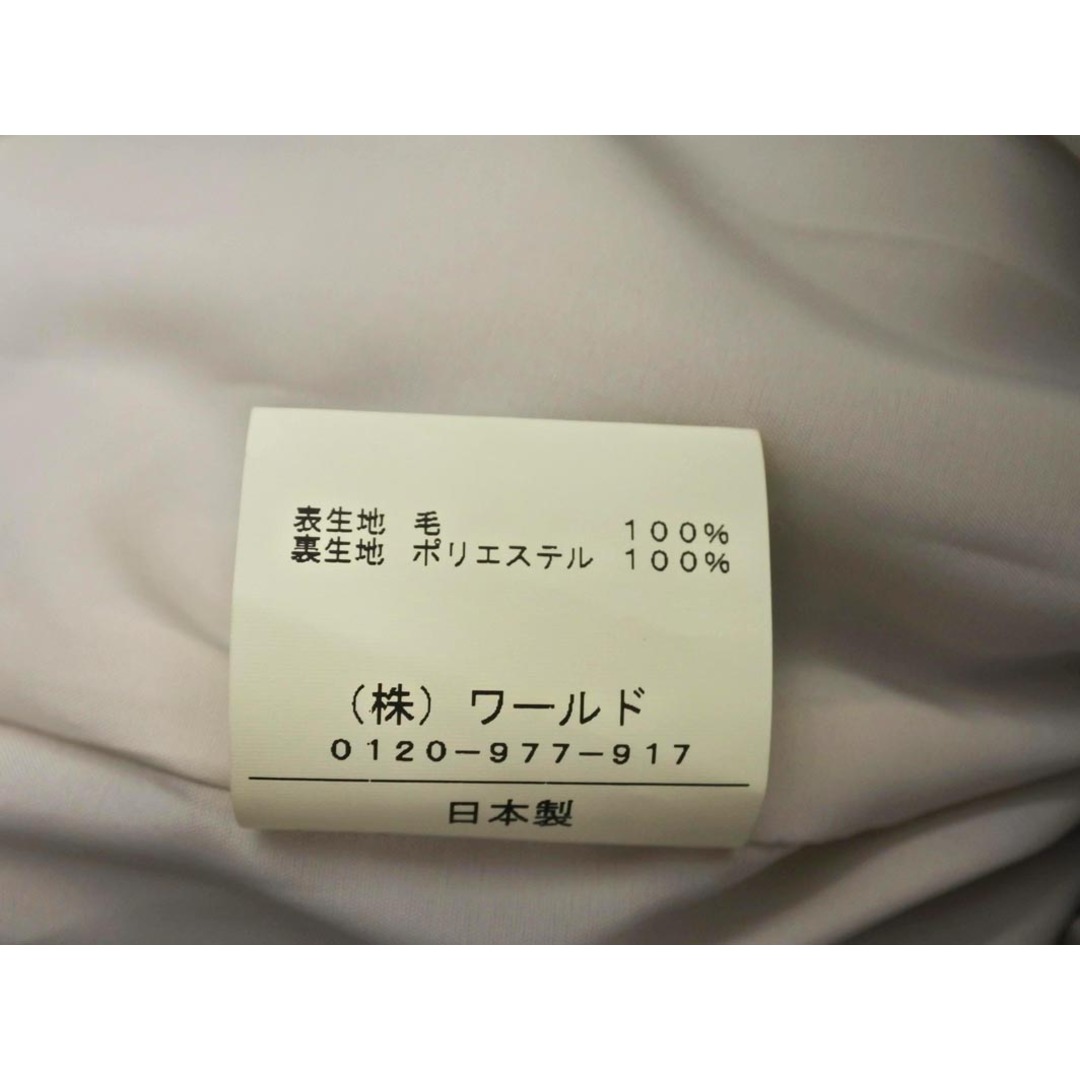 表生地 毛 100%
裏生地 ポリエステル 100%
(株)ワールド
0120-977-917
日本製